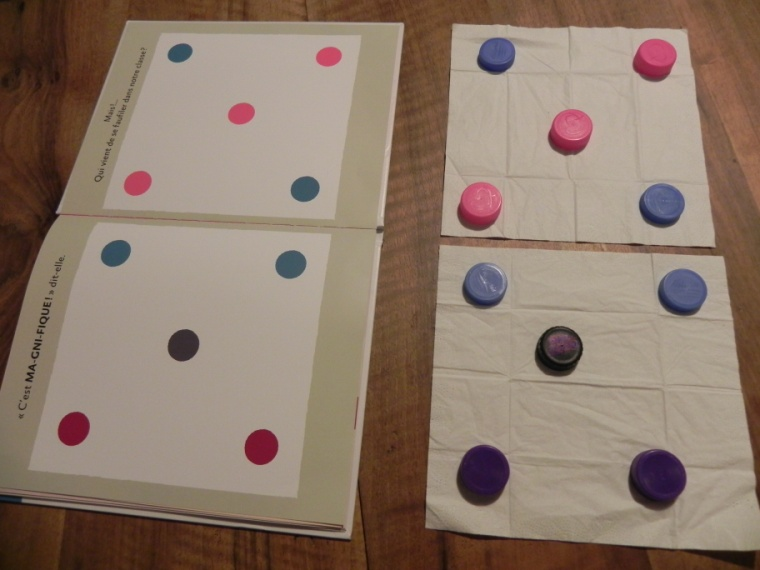 Mais !...
Qui vient de se faufiler dans notre classe ?
« C'est MA-GNI-FIQUE ! » dit-elle.